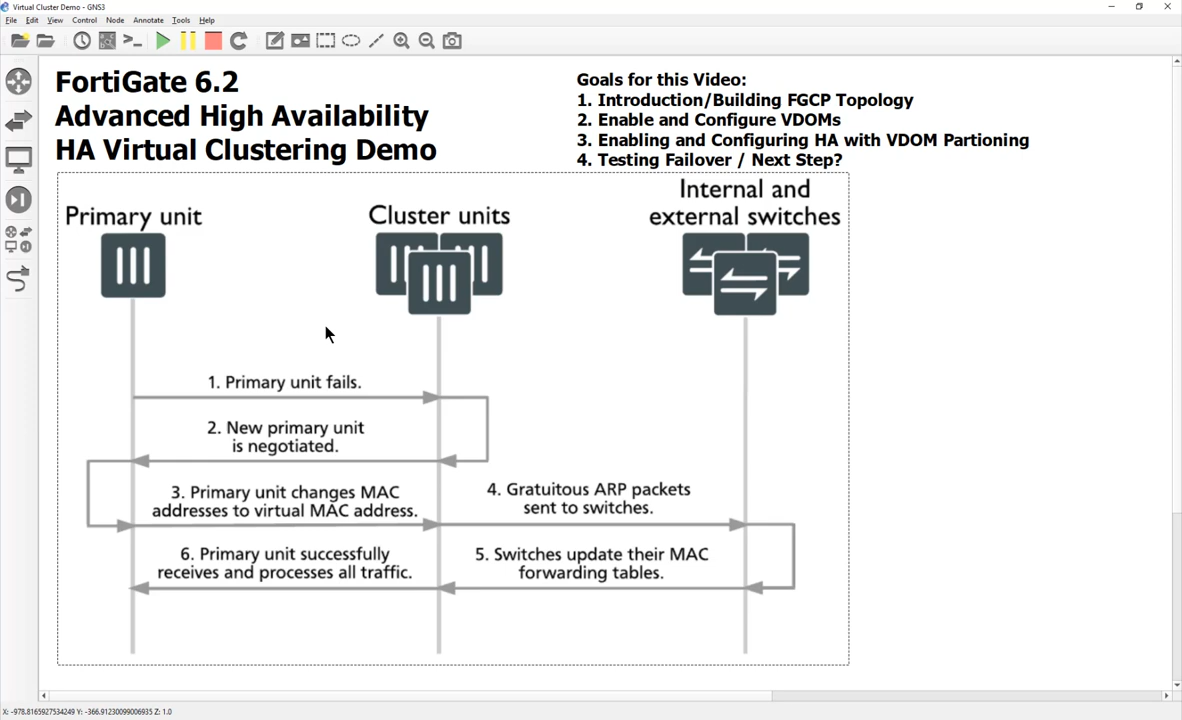 Virtual Cluster Demo - GNS3
File Edit View Control Node Annotate Tools Help
FortiGate 6.2
Advanced High Availability
HA Virtual Clustering Demo
Goals for this Video:
1. Introduction/Building FGCP Topology
2. Enable and Configure VDOMs
3. Enabling and Configuring HA with VDOM Partioning
4. Testing Failover / Next Step?
Primary unit
Cluster units
Internal and
external switches
1. Primary unit fails.
2. New primary unit
is negotiated.
3. Primary unit changes MAC
addresses to virtual MAC address.
4. Gratuitous ARP packets
sent to switches.
6. Primary unit successfully
receives and processes all traffic.
5. Switches update their MAC
forwarding tables.
X: -978.8165927534249 Y: -366.91230099006935 Z: 1.0